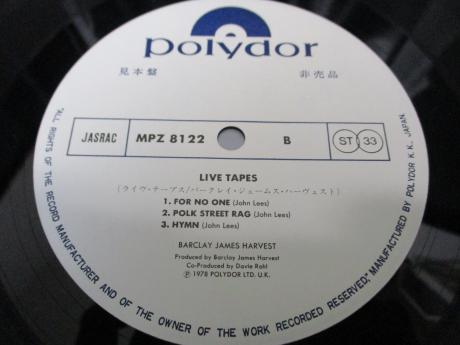 polydor
見本盤 非売品
JASRAC MPZ 8122 B ST 33
LIVE TAPES
(ライヴ・テープス/バークレイ・ジェームス・ハーヴェスト)
1. FOR NO ONE (John Lees)
2. POLK STREET RAG (John Lees)
3. HYMN (John Lees)
BARCLAY JAMES HARVEST
Produced by Barclay James Harvest
Co-Produced by Davie Rohl
Ⓟ 1978 POLYDOR LTD. U.K.
"ALL RIGHTS OF THE RECORD MANUFACTURER AND OF THE OWNER OF THE WORK RECORDED RESERVED," MANUFACTURED BY POLYDOR K.K., JAPAN.